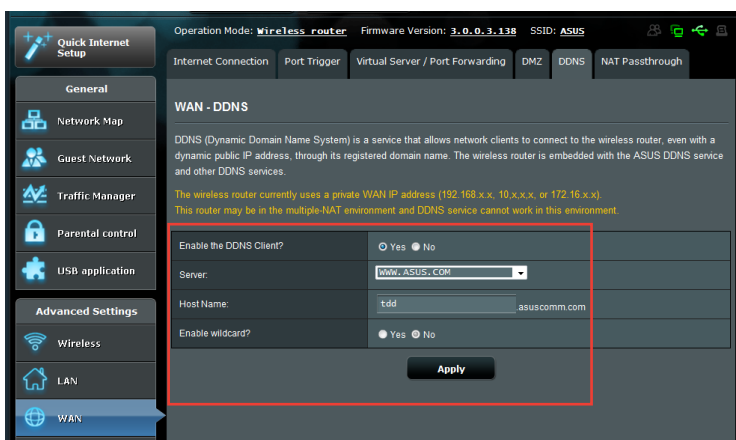 Quick Internet
Setup
Operation Mode: Wireless router Firmware Version: 3.0.0.3.138 SSID: ASUS
Internet Connection Port Trigger Virtual Server / Port Forwarding DMZ DDNS NAT Passthrough
General
Network Map
Guest Network
Traffic Manager
Parental control
USB application
Advanced Settings
Wireless
LAN
WAN
WAN - DDNS
DDNS (Dynamic Domain Name System) is a service that allows network clients to connect to the wireless router, even with a
dynamic public IP address, through its registered domain name. The wireless router is embedded with the ASUS DDNS service
and other DDNS services.
The wireless router currently uses a private WAN IP address (192.168.x.x, 10,x,x,x, or 172.16.x.x).
This router may be in the multiple-NAT environment and DDNS service cannot work in this environment.
Enable the DDNS Client? Yes No
Server: WWW.ASUS.COM
Host Name: tdd .asuscomm.com
Enable wildcard? Yes No
Apply